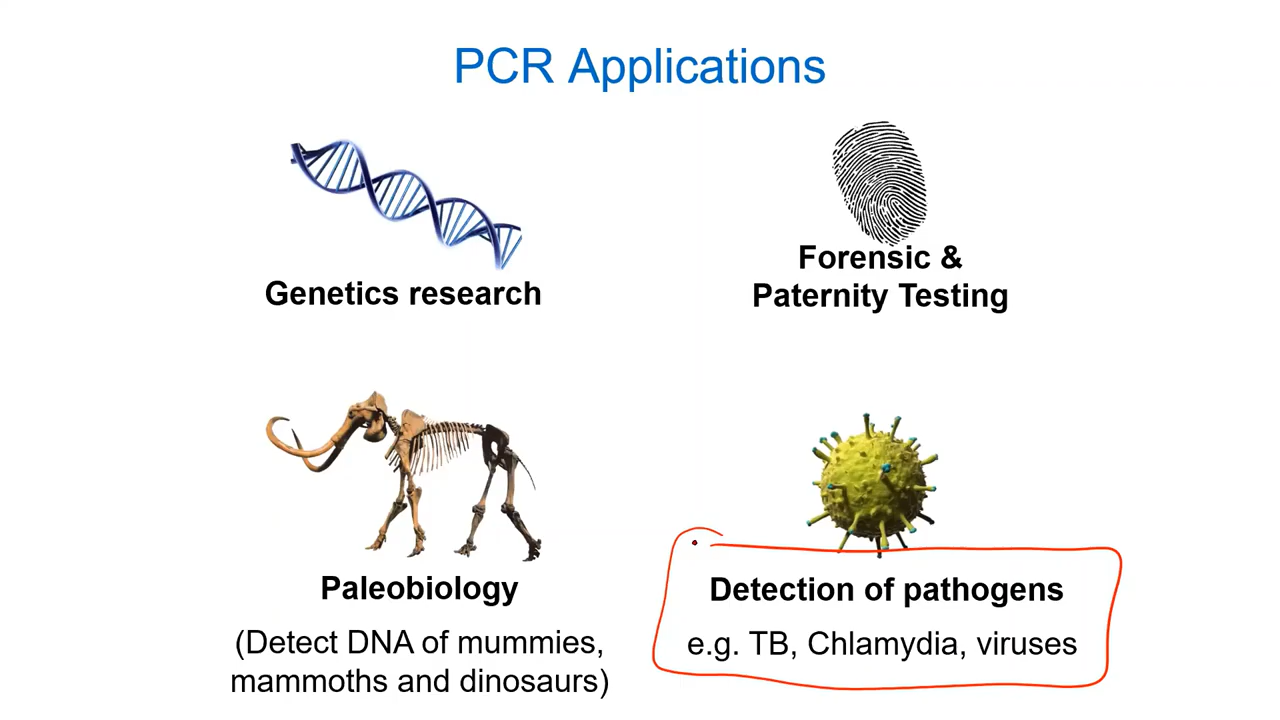 PCR Applications
Genetics research
Forensic &
Paternity Testing
Paleobiology
(Detect DNA of mummies,
mammoths and dinosaurs)
Detection of pathogens
e.g. TB, Chlamydia, viruses